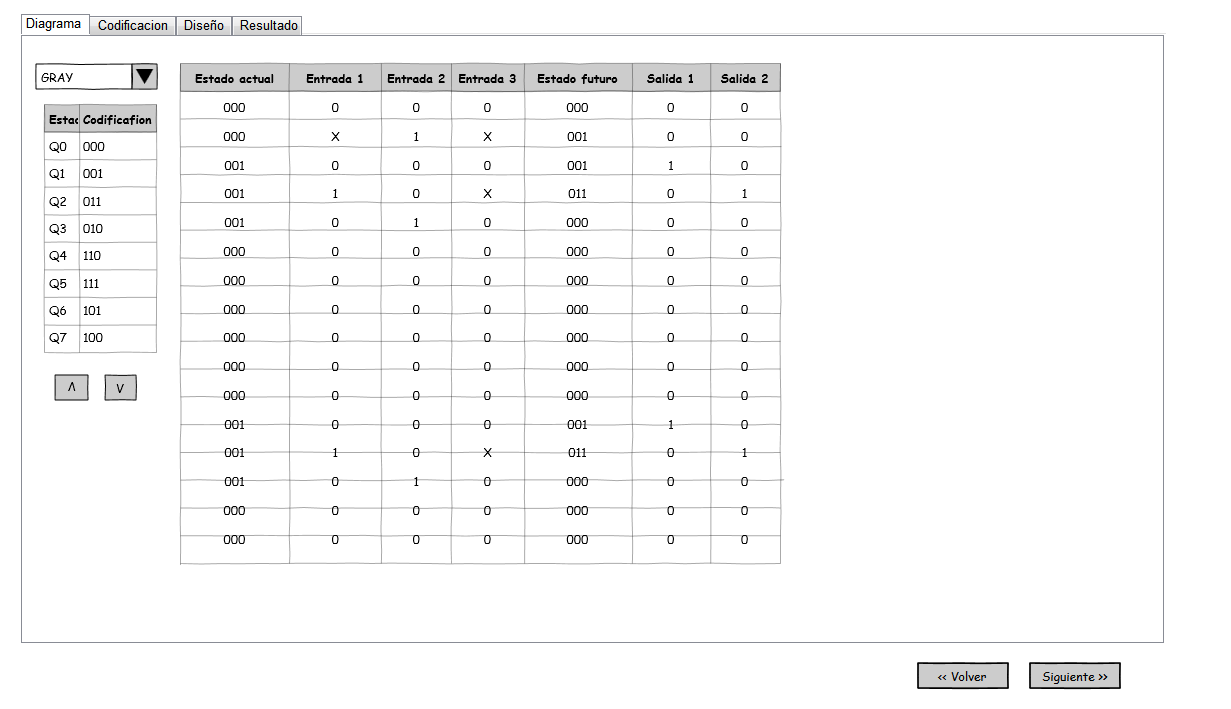 Diagrama Codificacion Diseño Resultado
GRAY
Estac Codificafion
Q0 000
Q1 001
Q2 011
Q3 010
Q4 110
Q5 111
Q6 101
Q7 100
Λ V
Estado actual Entrada 1 Entrada 2 Entrada 3 Estado futuro Salida 1 Salida 2
000 0 0 0 000 0 0
000 X 1 X 001 0 0
001 0 0 0 001 1 0
001 1 0 X 011 0 1
001 0 1 0 000 0 0
000 0 0 0 000 0 0
000 0 0 0 000 0 0
000 0 0 0 000 0 0
000 0 0 0 000 0 0
000 0 0 0 000 0 0
000 0 0 0 000 0 0
001 0 0 0 001 1 0
001 1 0 X 011 0 1
001 0 1 0 000 0 0
000 0 0 0 000 0 0
000 0 0 0 000 0 0
<< Volver Siguiente >>